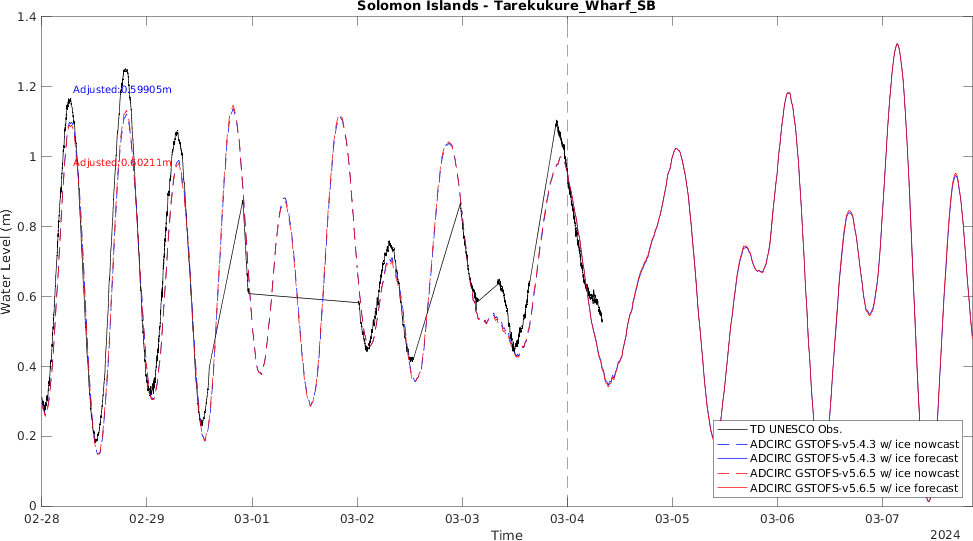 Solomon Islands - Tarekukure_Wharf_SB
1.4
1.2
1
0.8
0.6
0.4
0.2
0
Water Level (m)
Adjusted:0.59905m
Adjusted:0.60211m
TD UNESCO Obs.
ADCIRC GSTOFS-v5.4.3 w/ ice nowcast
ADCIRC GSTOFS-v5.4.3 w/ ice forecast
ADCIRC GSTOFS-v5.6.5 w/ ice nowcast
ADCIRC GSTOFS-v5.6.5 w/ ice forecast
02-28 02-29 03-01 03-02 03-03 03-04 03-05 03-06 03-07
Time
2024